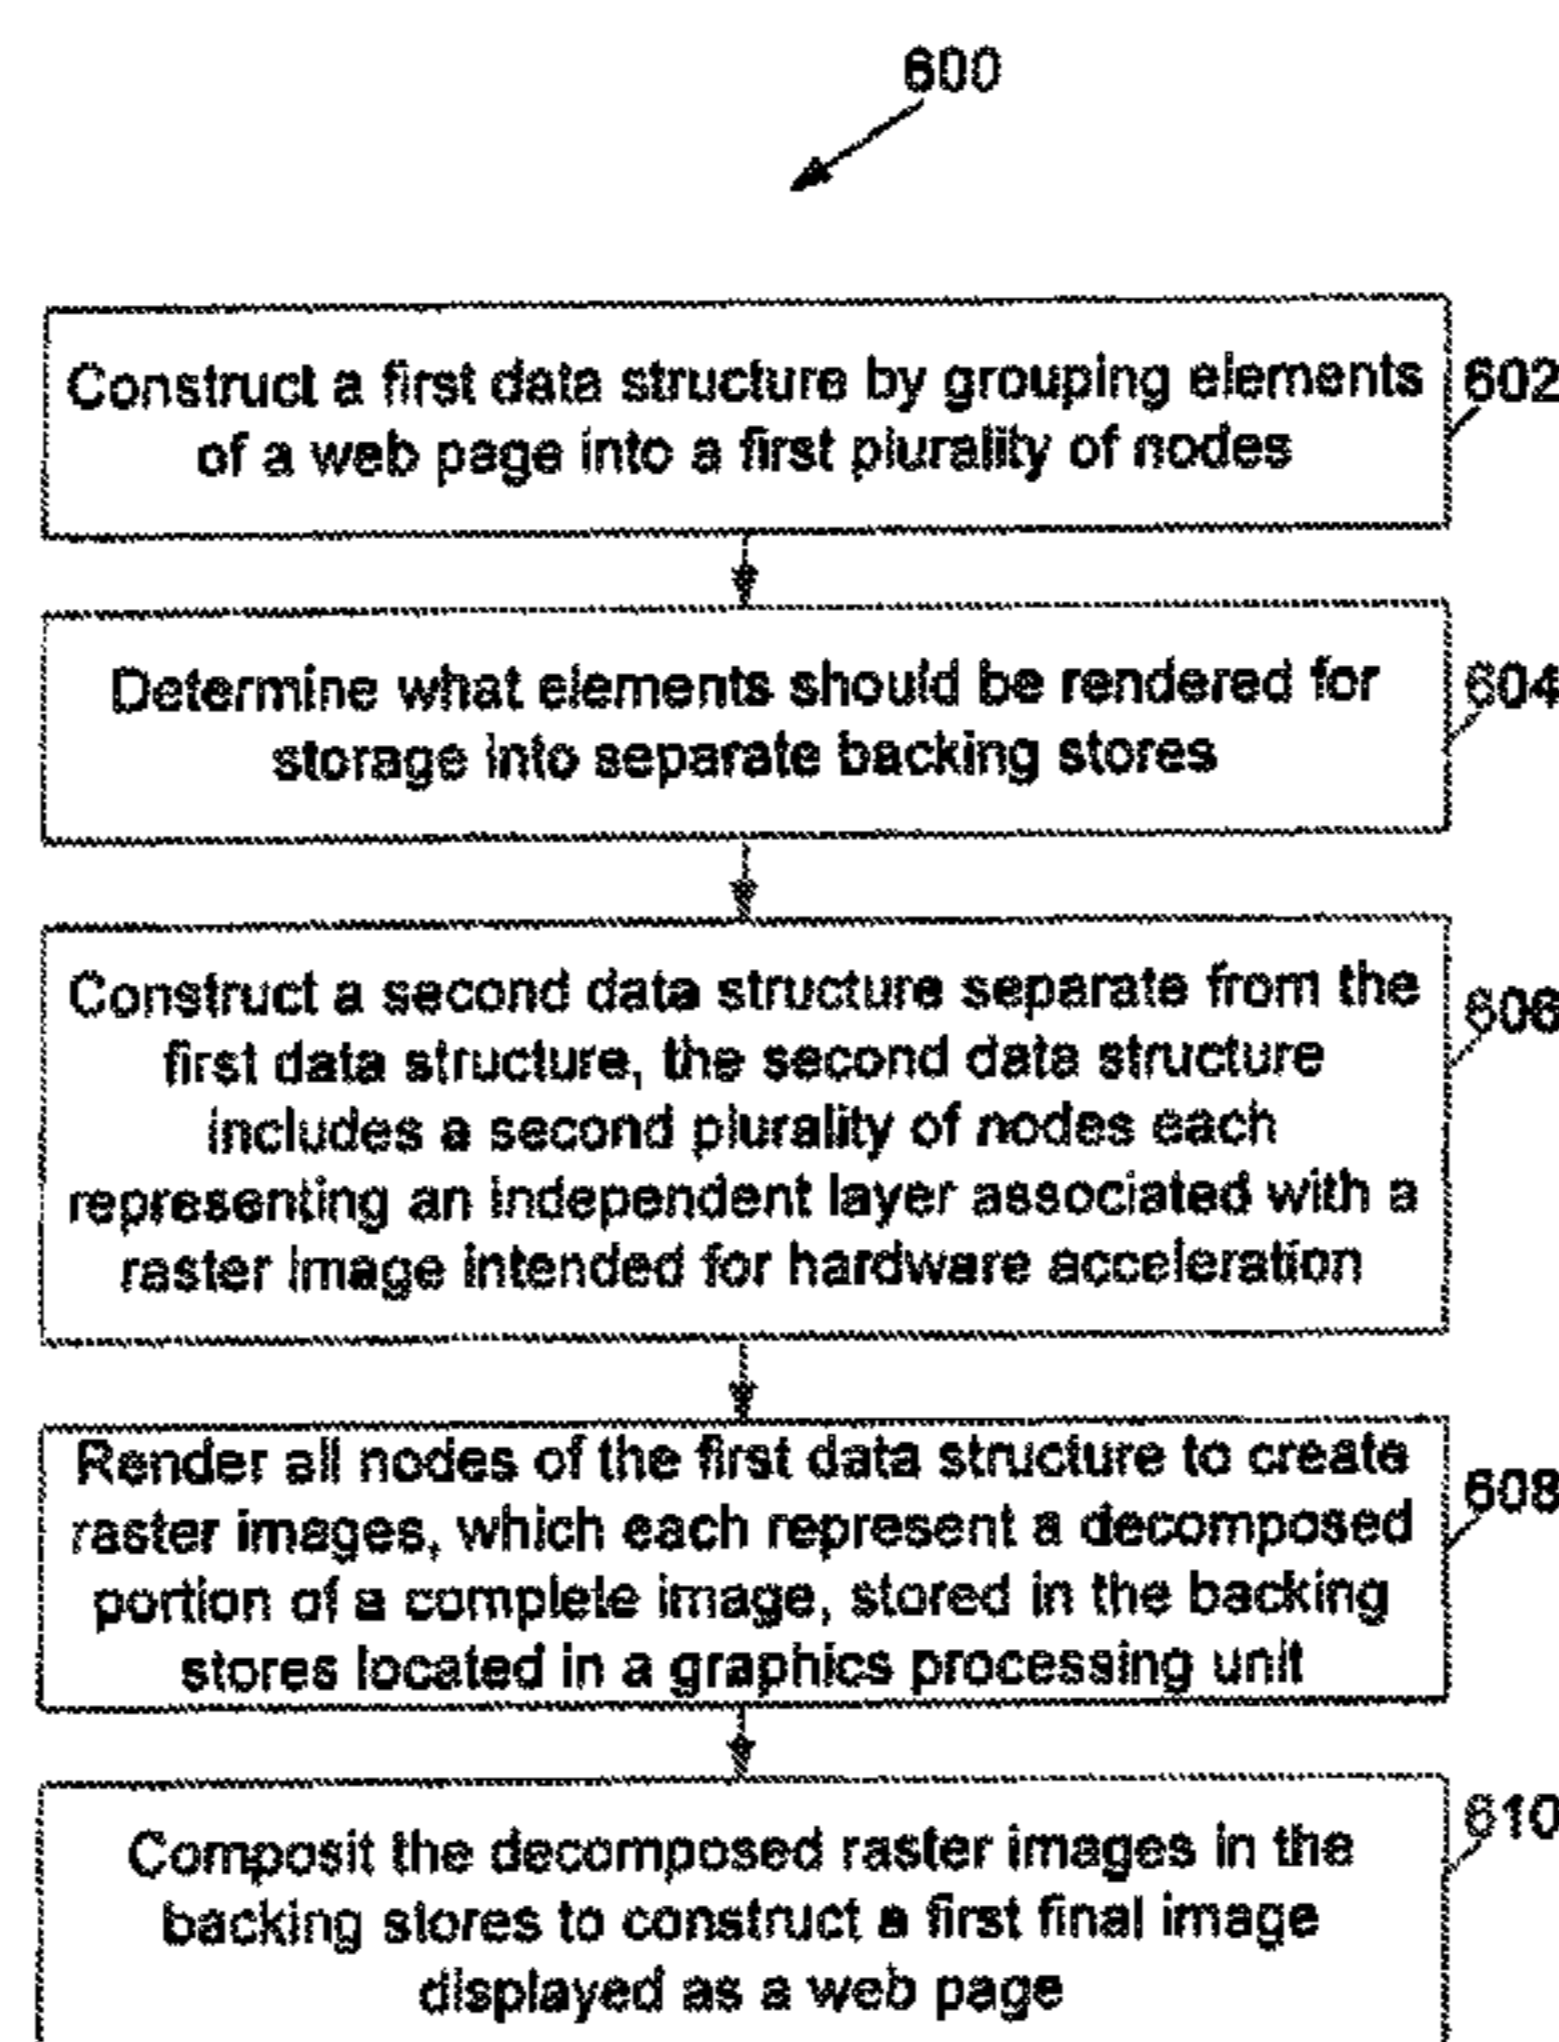 600
Construct a first data structure by grouping elements
of a web page into a first plurality of nodes
602
Determine what elements should be rendered for
storage into separate backing stores
604
Construct a second data structure separate from the
first data structure, the second data structure
includes a second plurality of nodes each
representing an independent layer associated with a
raster image intended for hardware acceleration
606
Render all nodes of the first data structure to create
raster images, which each represent a decomposed
portion of a complete image, stored in the backing
stores located in a graphics processing unit
608
Composit the decomposed raster images in the
backing stores to construct a first final image
displayed as a web page
610